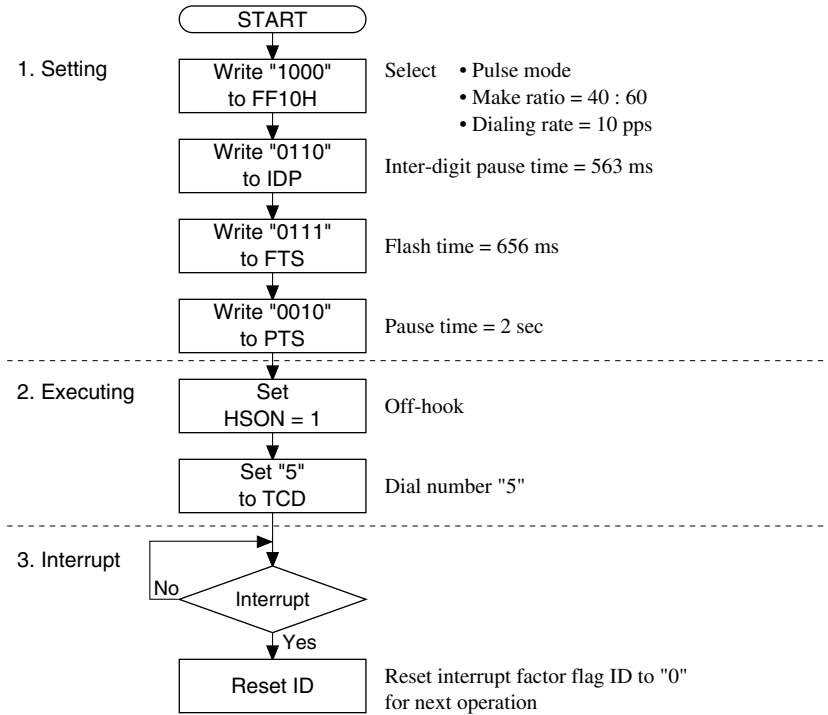 START
1. Setting
Write "1000"
to FF10H
Select • Pulse mode
• Make ratio = 40 : 60
• Dialing rate = 10 pps
Write "0110"
to IDP
Inter-digit pause time = 563 ms
Write "0111"
to FTS
Flash time = 656 ms
Write "0010"
to PTS
Pause time = 2 sec
2. Executing
Set
HSON = 1
Off-hook
Set "5"
to TCD
Dial number "5"
3. Interrupt
No
Interrupt
Yes
Reset ID
Reset interrupt factor flag ID to "0"
for next operation